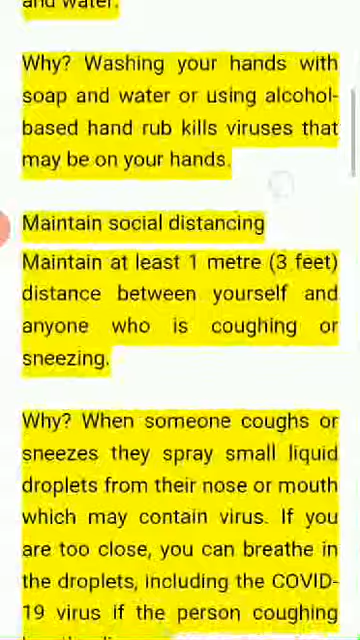 and water.
Why? Washing your hands with
soap and water or using alcohol-
based hand rub kills viruses that
may be on your hands.
Maintain social distancing
Maintain at least 1 metre (3 feet)
distance between yourself and
anyone who is coughing or
sneezing.
Why? When someone coughs or
sneezes they spray small liquid
droplets from their nose or mouth
which may contain virus. If you
are too close, you can breathe in
the droplets, including the COVID-
19 virus if the person coughing